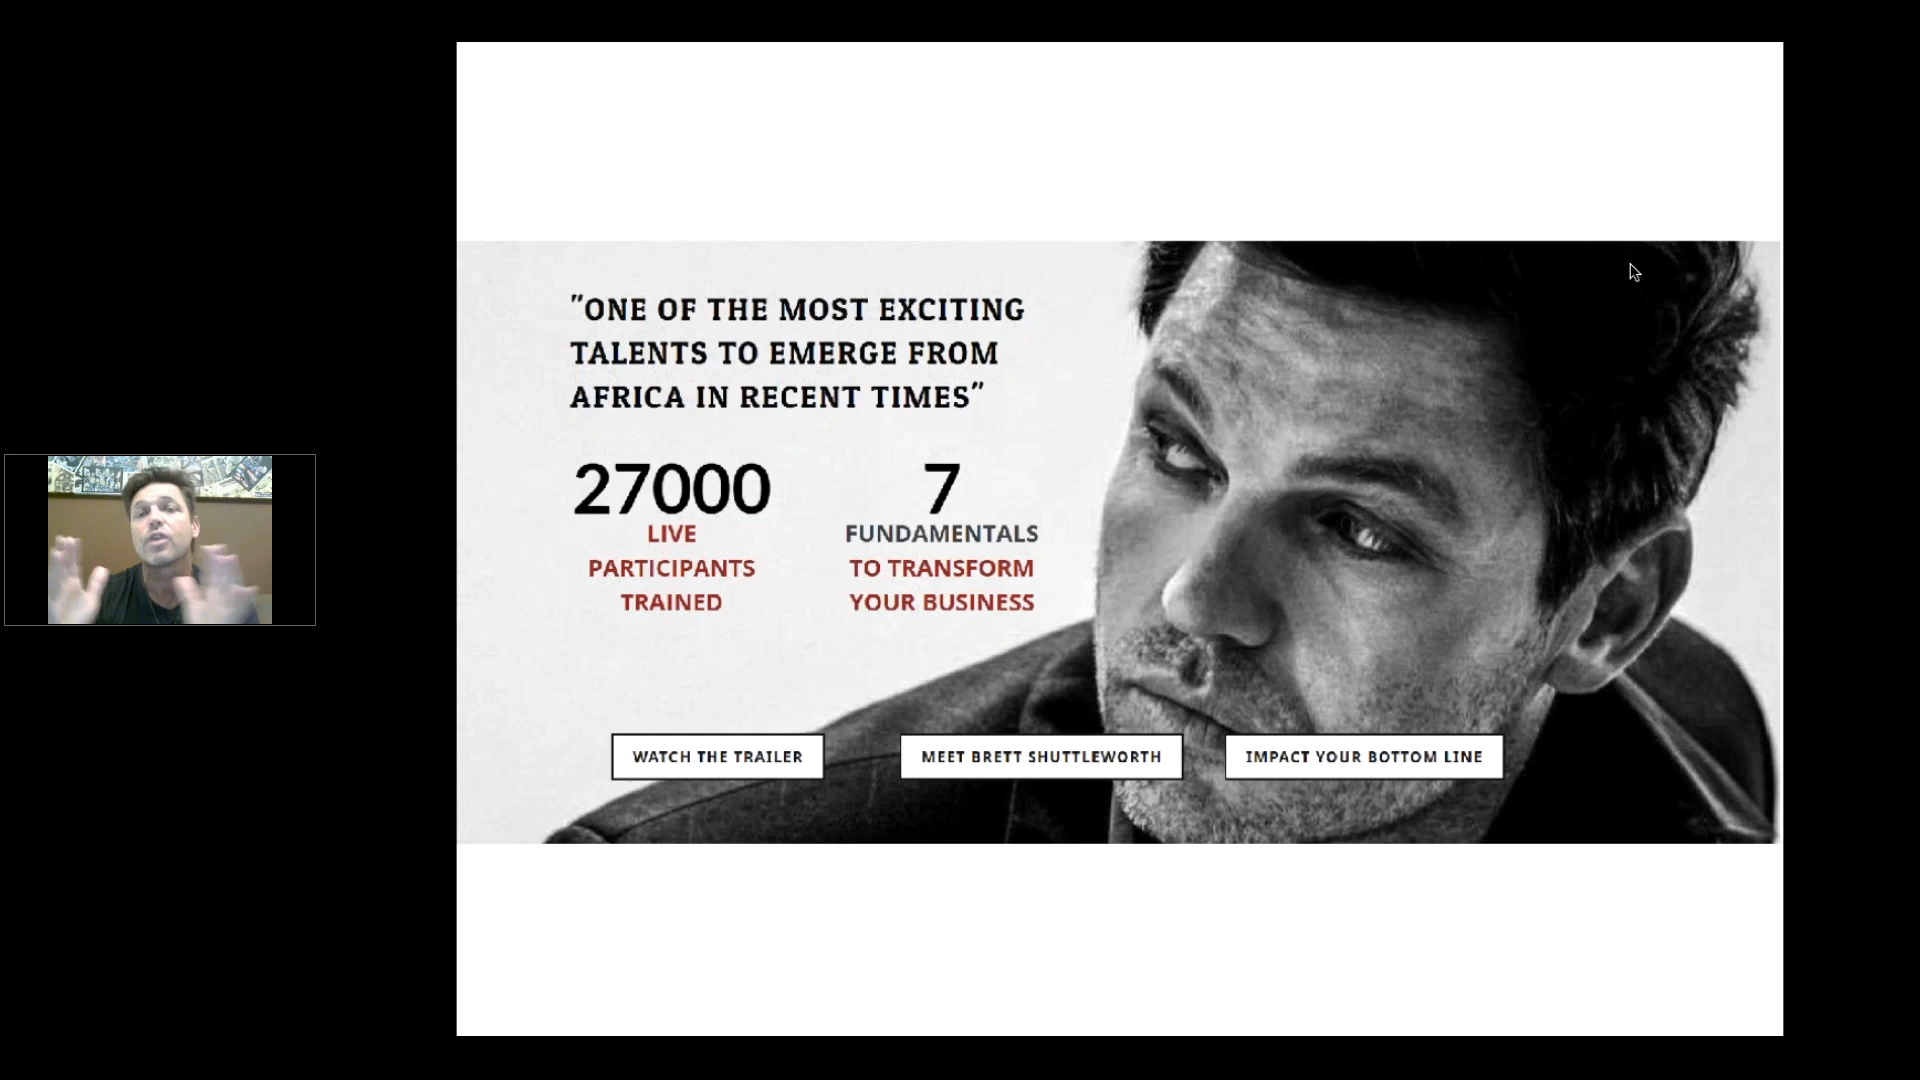 "ONE OF THE MOST EXCITING
TALENTS TO EMERGE FROM
AFRICA IN RECENT TIMES"
27000
LIVE
PARTICIPANTS
TRAINED
7
FUNDAMENTALS
TO TRANSFORM
YOUR BUSINESS
WATCH THE TRAILER
MEET BRETT SHUTTLEWORTH
IMPACT YOUR BOTTOM LINE